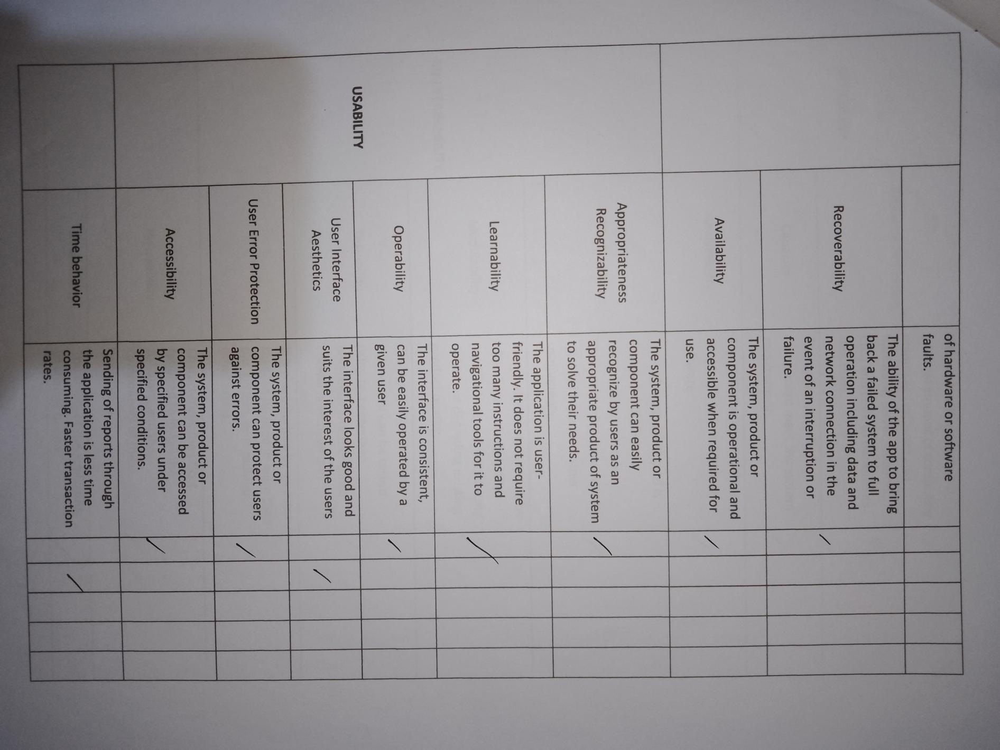 of hardware or software
faults.
Recoverability
The ability of the app to bring
back a failed system to full
operation including data and
network connection in the
event of an interruption or
failure.
Availability
The system, product or
component is operational and
accessible when required for
use.
USABILITY
Appropriateness
Recognizability
The system, product or
component can easily
recognize by users as an
appropriate product of system
to solve their needs.
Learnability
The application is user-
friendly. It does not require
too many instructions and
navigational tools for it to
operate.
Operability
The interface is consistent,
can be easily operated by a
given user
User Interface
Aesthetics
The interface looks good and
suits the interest of the users
User Error Protection
The system, product or
component can protect users
against errors.
Accessibility
The system, product or
component can be accessed
by specified users under
specified conditions.
Time behavior
Sending of reports through
the application is less time
consuming. Faster transaction
rates.